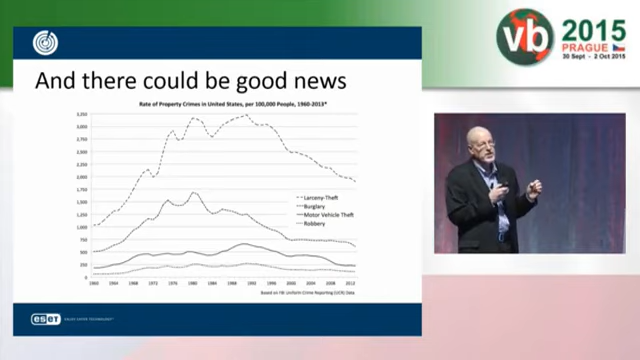 vb
2015
PRAGUE
30 Sept - 2 Oct 2015
And there could be good news
Rate of Property Crimes in United States, per 100,000 People, 1960-2013*
3,250
3,000
2,750
2,500
2,250
2,000
1,750
1,500
1,250
1,000
750
500
250
0
Larceny-Theft
Burglary
Motor Vehicle Theft
Robbery
1960 1964 1968 1972 1976 1980 1984 1988 1992 1996 2000 2004 2008 2012
Based on FBI Uniform Crime Reporting (UCR) Data
eset ENJOY SAFER TECHNOLOGY